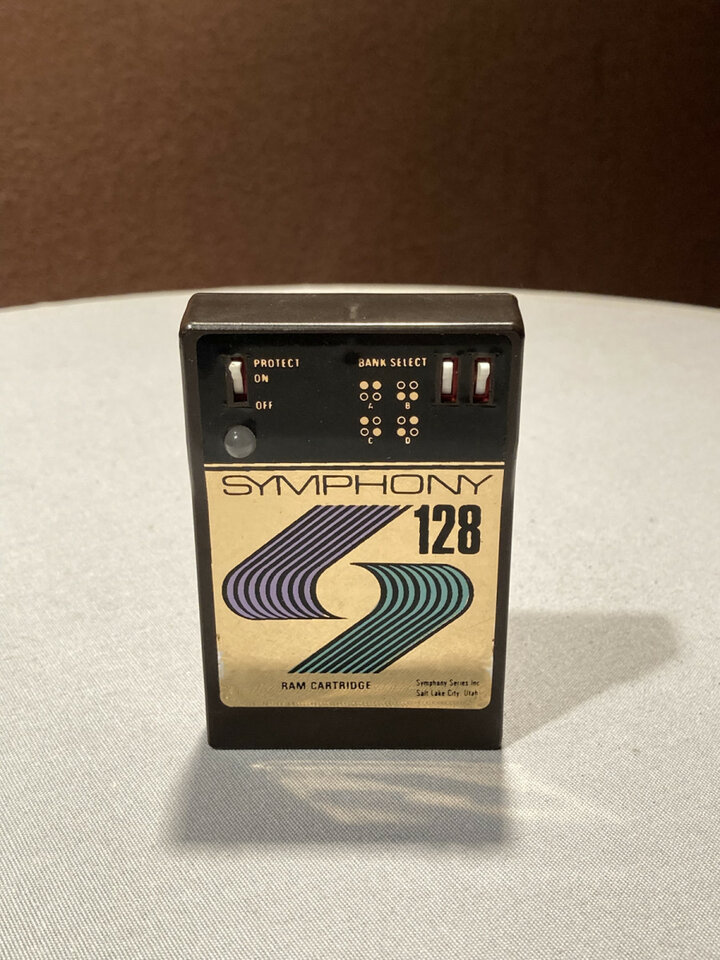 PROTECT
ON
OFF
BANK SELECT
A B
C D
SYMPHONY
128
RAM CARTRIDGE
Symphony Series Inc
Salt Lake City, Utah